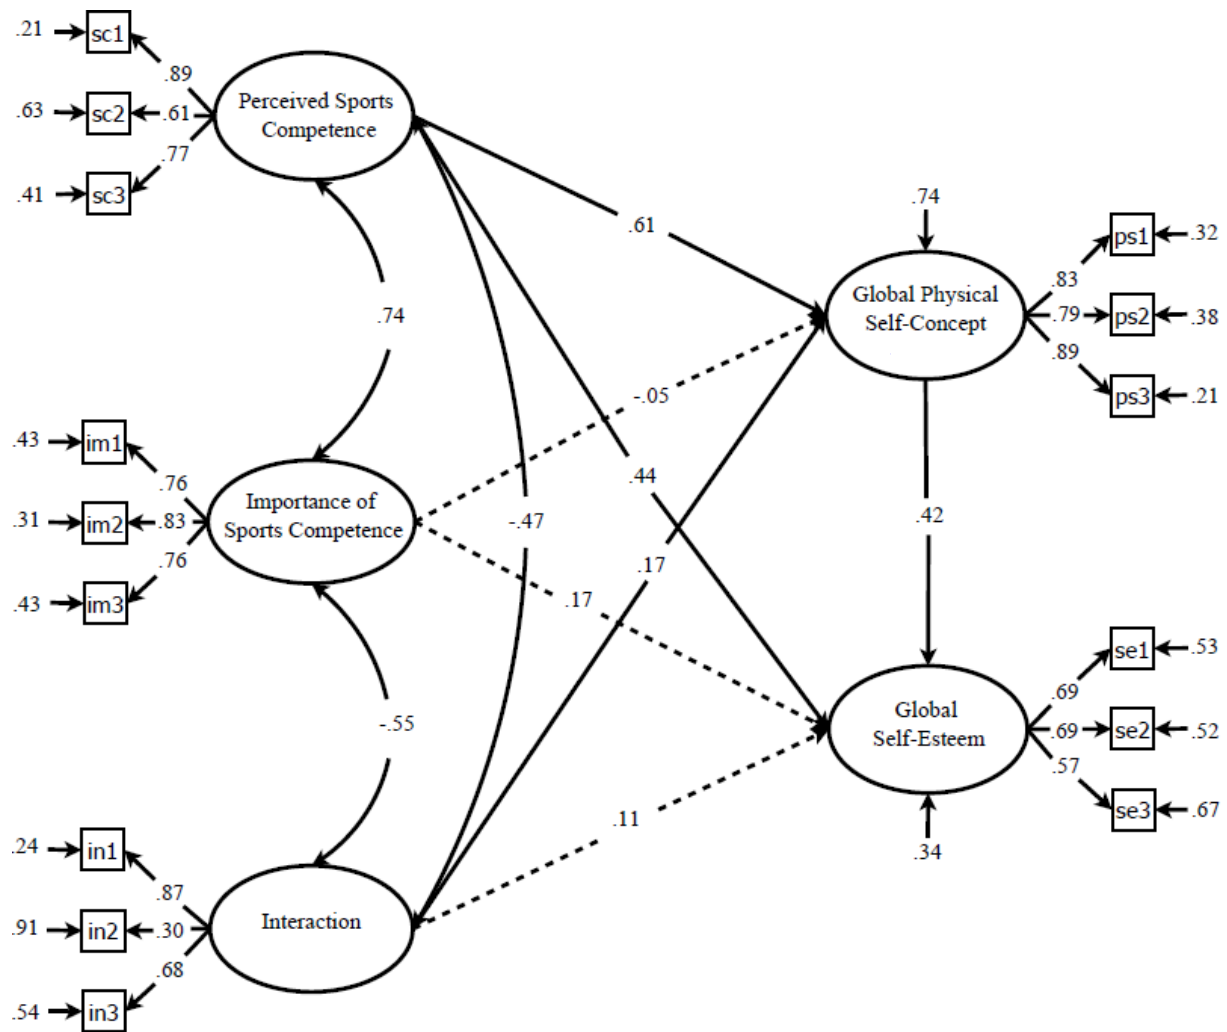 .21
sc1
.89
.63
sc2
.61
.77
.41
sc3
Perceived Sports
Competence
.74
.61
.74
Global Physical
Self-Concept
ps1
.32
.83
.79
ps2
.38
.89
ps3
.21
-.05
.43
im1
.76
.31
im2
.83
.76
.43
im3
Importance of
Sports Competence
.44
-.47
.42
.17
.17
-.55
Global
Self-Esteem
se1
.53
.69
.69
se2
.52
.57
se3
.67
.34
.11
.24
in1
.87
.91
in2
.30
.68
.54
in3
Interaction